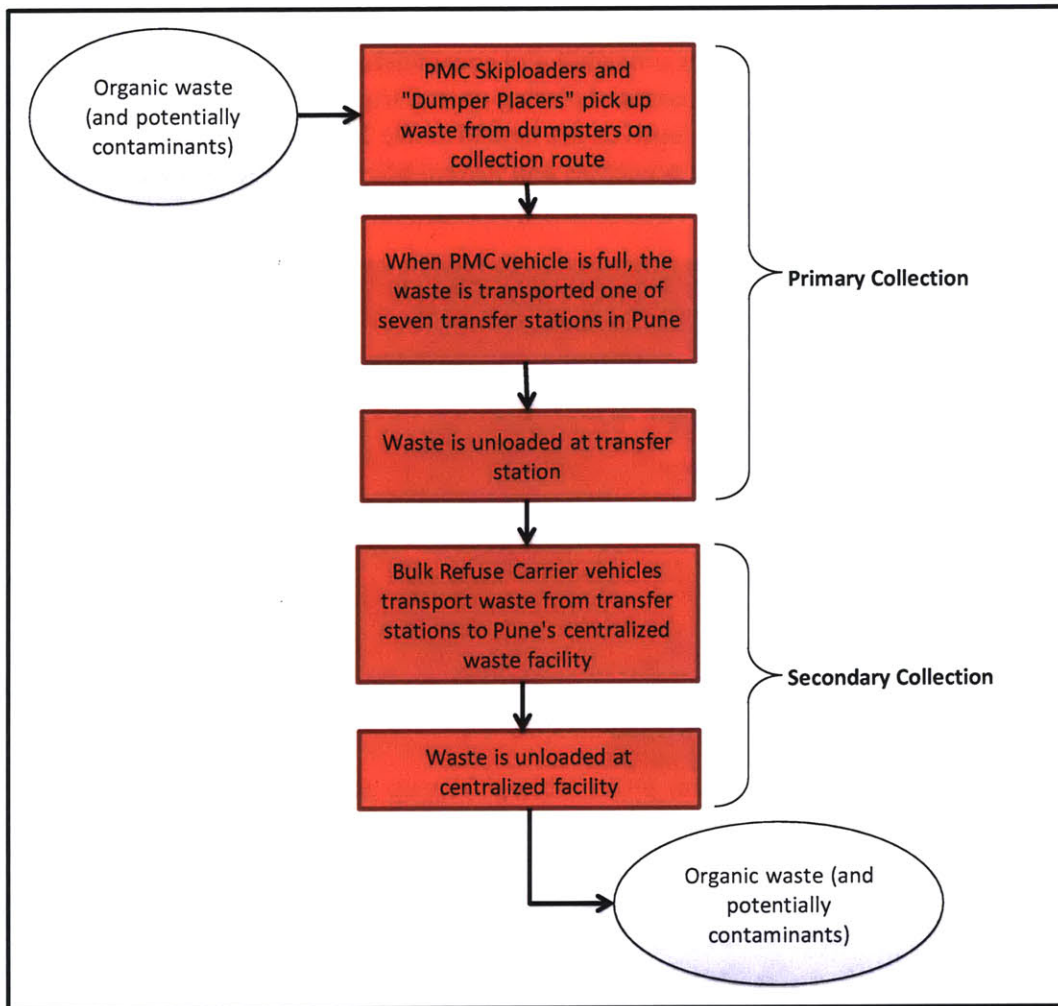 Organic waste
(and potentially
contaminants)
PMC Skiploaders and
"Dumper Placers" pick up
waste from dumpsters on
collection route
When PMC vehicle is full, the
waste is transported one of
seven transfer stations in Pune
Primary Collection
Waste is unloaded at transfer
station
Bulk Refuse Carrier vehicles
transport waste from transfer
stations to Pune's centralized
waste facility
Secondary Collection
Waste is unloaded at
centralized facility
Organic waste (and
potentially
contaminants)